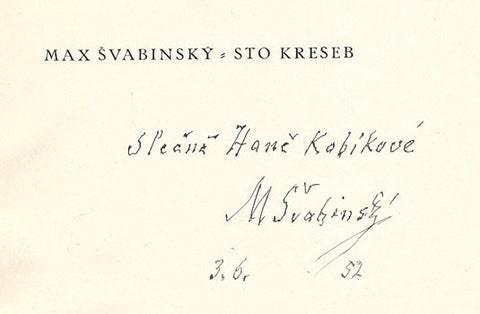 MAX ŠVABINSKÝ - STO KRESEB
Slečně Haně Kobíkové
M Švabinský
3. 6. 52